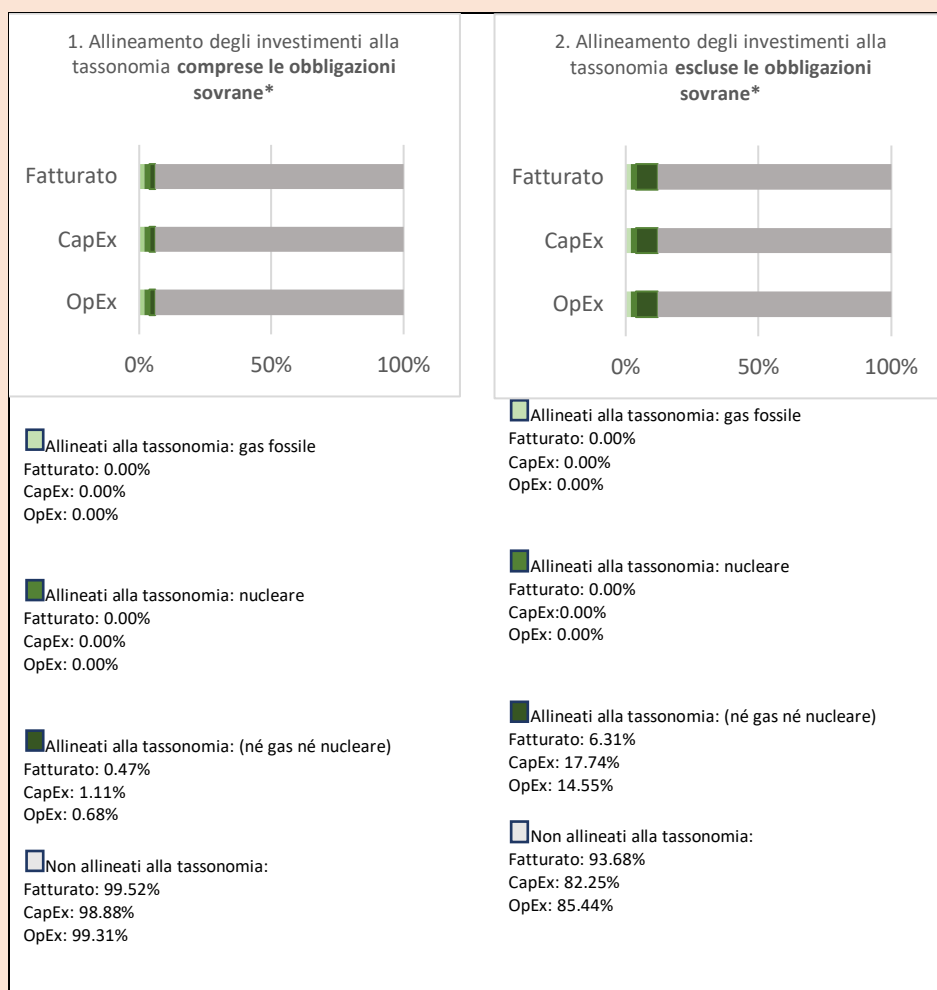 1. Allineamento degli investimenti alla
tassonomia comprese le obbligazioni
sovrane*
Fatturato
CapEx
OpEx
0%
50%
100%
Allineati alla tassonomia: gas fossile
Fatturato: 0.00%
CapEx: 0.00%
OpEx: 0.00%
Allineati alla tassonomia: nucleare
Fatturato: 0.00%
CapEx: 0.00%
OpEx: 0.00%
Allineati alla tassonomia: (né gas né nucleare)
Fatturato: 0.47%
CapEx: 1.11%
OpEx: 0.68%
Non allineati alla tassonomia:
Fatturato: 99.52%
CapEx: 98.88%
OpEx: 99.31%
2. Allineamento degli investimenti alla
tassonomia escluse le obbligazioni
sovrane*
Fatturato
CapEx
OpEx
0%
50%
100%
Allineati alla tassonomia: gas fossile
Fatturato: 0.00%
CapEx: 0.00%
OpEx: 0.00%
Allineati alla tassonomia: nucleare
Fatturato: 0.00%
CapEx:0.00%
OpEx: 0.00%
Allineati alla tassonomia: (né gas né nucleare)
Fatturato: 6.31%
CapEx: 17.74%
OpEx: 14.55%
Non allineati alla tassonomia:
Fatturato: 93.68%
CapEx: 82.25%
OpEx: 85.44%